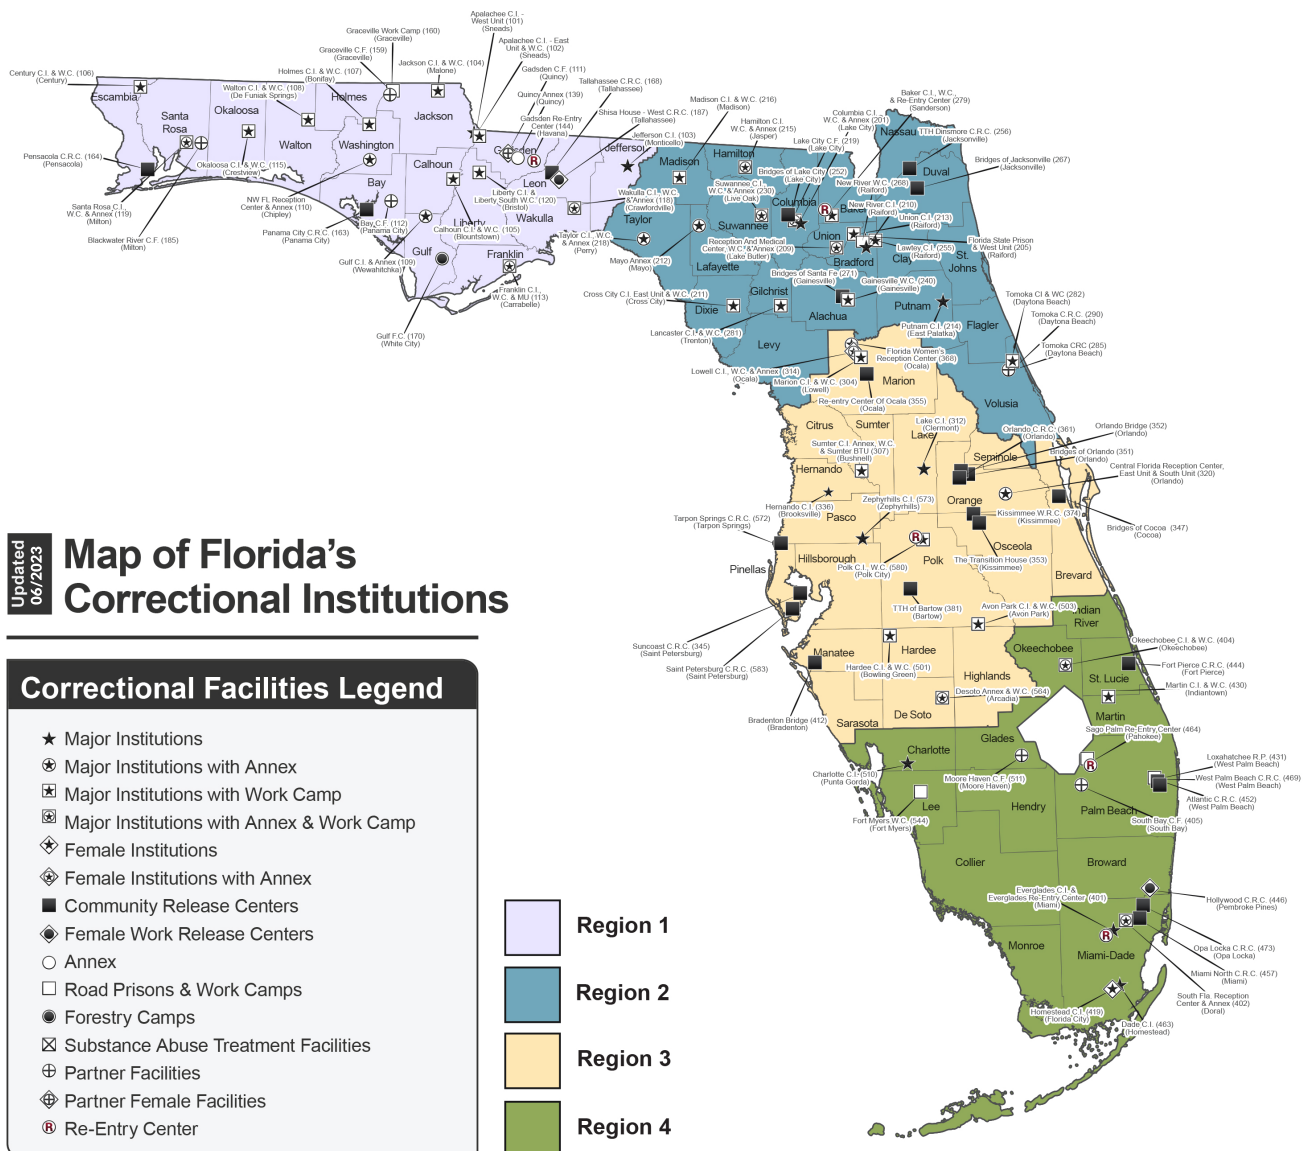 Apalachee C.I. -
West Unit (101)
(Sneads)
Graceville Work Camp (160)
(Graceville)
Apalachee C.I. - East
Unit & W.C. (102)
(Sneads)
Graceville C.F. (159)
(Graceville)
Jackson C.I. & W.C. (104)
(Malone)
Gadsden C.F. (111)
(Quincy)
Century C.I. & W.C. (106)
(Century)
Holmes C.I. & W.C. (107)
(Bonifay)
Walton C.I. & W.C. (108)
(De Funiak Springs)
Tallahassee C.R.C. (168)
(Tallahassee)
Quincy Annex (139)
(Quincy)
Gadsden Re-Entry
Center (144)
(Havana)
Shisa House - West C.R.C. (187)
(Tallahassee)
Jefferson C.I. (103)
(Monticello)
Escambia
Santa
Rosa
Okaloosa
Holmes
Jackson
Walton
Washington
Calhoun
Gadsden
Jefferson
Leon
Bay
Liberty
Wakulla
Gulf
Franklin
Pensacola C.R.C. (164)
(Pensacola)
Okaloosa C.I. & W.C. (115)
(Crestview)
Santa Rosa C.I.,
W.C. & Annex (119)
(Milton)
Blackwater River C.F. (185)
(Milton)
NW FL Reception
Center & Annex (110)
(Chipley)
Bay C.F. (112)
(Panama City)
Panama City C.R.C. (163)
(Panama City)
Liberty C.I. &
Liberty South W.C. (120)
(Bristol)
Calhoun C.I. & W.C. (105)
(Blountstown)
Wakulla C.I., W.C.
& Annex (118)
(Crawfordville)
Gulf C.I. & Annex (109)
(Wewahitchka)
Franklin C.I.,
W.C. & MU (113)
(Carrabelle)
Gulf F.C. (170)
(White City)
Baker C.I., W.C.,
& Re-Entry Center (279)
(Sanderson)
Madison C.I. & W.C. (216)
(Madison)
Hamilton C.I.
W.C. & Annex (215)
(Jasper)
Columbia C.I.,
W.C. & Annex (201)
(Lake City)
Lake City C.F. (219)
(Lake City)
TTH Dinsmore C.R.C. (256)
(Jacksonville)
Bridges of Jacksonville (267)
(Jacksonville)
Bridges of Lake City (252)
(Lake City)
Suwannee C.I.,
W.C. & Annex (230)
(Live Oak)
New River W.C. (268)
(Raiford)
New River C.I. (210)
(Raiford)
Union C.I. (213)
(Raiford)
Florida State Prison
& West Unit (205)
(Raiford)
Lawtey C.I. (255)
(Raiford)
Reception And Medical
Center, W.C. & Annex (209)
(Lake Butler)
Taylor C.I., W.C.
& Annex (218)
(Perry)
Mayo Annex (212)
(Mayo)
Bridges of Santa Fe (271)
(Gainesville)
Gainesville W.C. (240)
(Gainesville)
Cross City C.I. East Unit & W.C. (211)
(Cross City)
Lancaster C.I. & W.C. (281)
(Trenton)
Putnam C.I. (214)
(East Palatka)
Tomoka CI & WC (282)
(Daytona Beach)
Tomoka C.R.C. (290)
(Daytona Beach)
Tomoka CRC (285)
(Daytona Beach)
Madison
Hamilton
Nassau
Duval
Taylor
Suwannee
Columbia
Baker
Union
Bradford
Clay
St.
Johns
Lafayette
Dixie
Gilchrist
Alachua
Putnam
Flagler
Levy
Volusia
Florida Women's
Reception Center (368)
(Ocala)
Lowell C.I., W.C. & Annex (314)
(Ocala)
Marion C.I. & W.C. (304)
(Lowell)
Re-entry Center Of Ocala (355)
(Ocala)
Lake C.I. (312)
(Clermont)
Sumter C.I. Annex, W.C.
& Sumter BTU (307)
(Bushnell)
Orlando C.R.C. (361)
(Orlando)
Orlando Bridge (352)
(Orlando)
Bridges of Orlando (351)
(Orlando)
Central Florida Reception Center,
East Unit & South Unit (320)
(Orlando)
Hernando C.I. (336)
(Brooksville)
Zephyrhills C.I. (573)
(Zephyrhills)
Kissimmee W.R.C. (374)
(Kissimmee)
Bridges of Cocoa (347)
(Cocoa)
Tarpon Springs C.R.C. (572)
(Tarpon Springs)
Polk C.I., W.C. (580)
(Polk City)
The Transition House (353)
(Kissimmee)
TTH of Bartow (381)
(Bartow)
Avon Park C.I. & W.C. (503)
(Avon Park)
Suncoast C.R.C. (345)
(Saint Petersburg)
Saint Petersburg C.R.C. (583)
(Saint Petersburg)
Hardee C.I. & W.C. (501)
(Bowling Green)
Desoto Annex & W.C. (564)
(Arcadia)
Bradenton Bridge (412)
(Bradenton)
Marion
Citrus
Sumter
Lake
Hernando
Seminole
Orange
Pasco
Osceola
Hillsborough
Polk
Pinellas
Brevard
Manatee
Hardee
Highlands
De Soto
Sarasota
Indian
River
Okeechobee
St. Lucie
Martin
Charlotte
Glades
Lee
Hendry
Palm Beach
Collier
Broward
Monroe
Miami-Dade
Okeechobee C.I. & W.C. (404)
(Okeechobee)
Fort Pierce C.R.C. (444)
(Fort Pierce)
Martin C.I. & W.C. (430)
(Indiantown)
Sago Palm Re-Entry Center (464)
(Pahokee)
Loxahatchee R.P. (431)
(West Palm Beach)
West Palm Beach C.R.C. (469)
(West Palm Beach)
Atlantic C.R.C. (452)
(West Palm Beach)
South Bay C.F. (405)
(South Bay)
Charlotte C.I. (510)
(Punta Gorda)
Moore Haven C.F. (511)
(Moore Haven)
Fort Myers W.C. (544)
(Fort Myers)
Everglades C.I. &
Everglades Re-Entry Center (401)
(Miami)
Hollywood C.R.C. (446)
(Pembroke Pines)
Opa Locka C.R.C. (473)
(Opa Locka)
Miami North C.R.C. (457)
(Miami)
South Fla. Reception
Center & Annex (402)
(Doral)
Homestead C.I. (419)
(Florida City)
Dade C.I. (463)
(Homestead)
Updated
06/2023
Map of Florida's
Correctional Institutions
Correctional Facilities Legend
Major Institutions
Major Institutions with Annex
Major Institutions with Work Camp
Major Institutions with Annex & Work Camp
Female Institutions
Female Institutions with Annex
Community Release Centers
Female Work Release Centers
Annex
Road Prisons & Work Camps
Forestry Camps
Substance Abuse Treatment Facilities
Partner Facilities
Partner Female Facilities
R Re-Entry Center
Region 1
Region 2
Region 3
Region 4